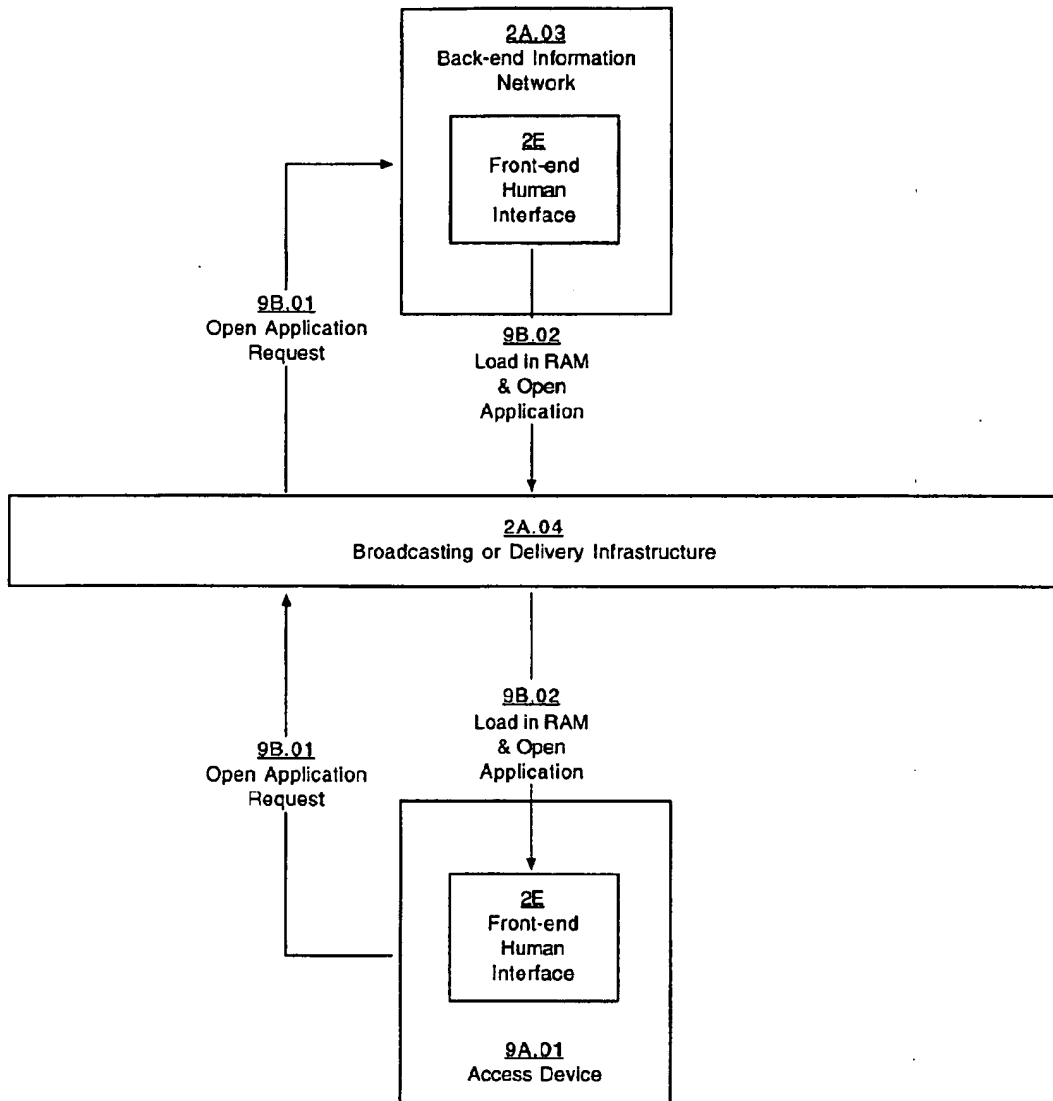 2A.03
Back-end Information
Network
2E
Front-end
Human
Interface
9B.01
Open Application
Request
9B.02
Load in RAM
& Open
Application
2A.04
Broadcasting or Delivery Infrastructure
9B.01
Open Application
Request
9B.02
Load in RAM
& Open
Application
2E
Front-end
Human
Interface
9A.01
Access Device